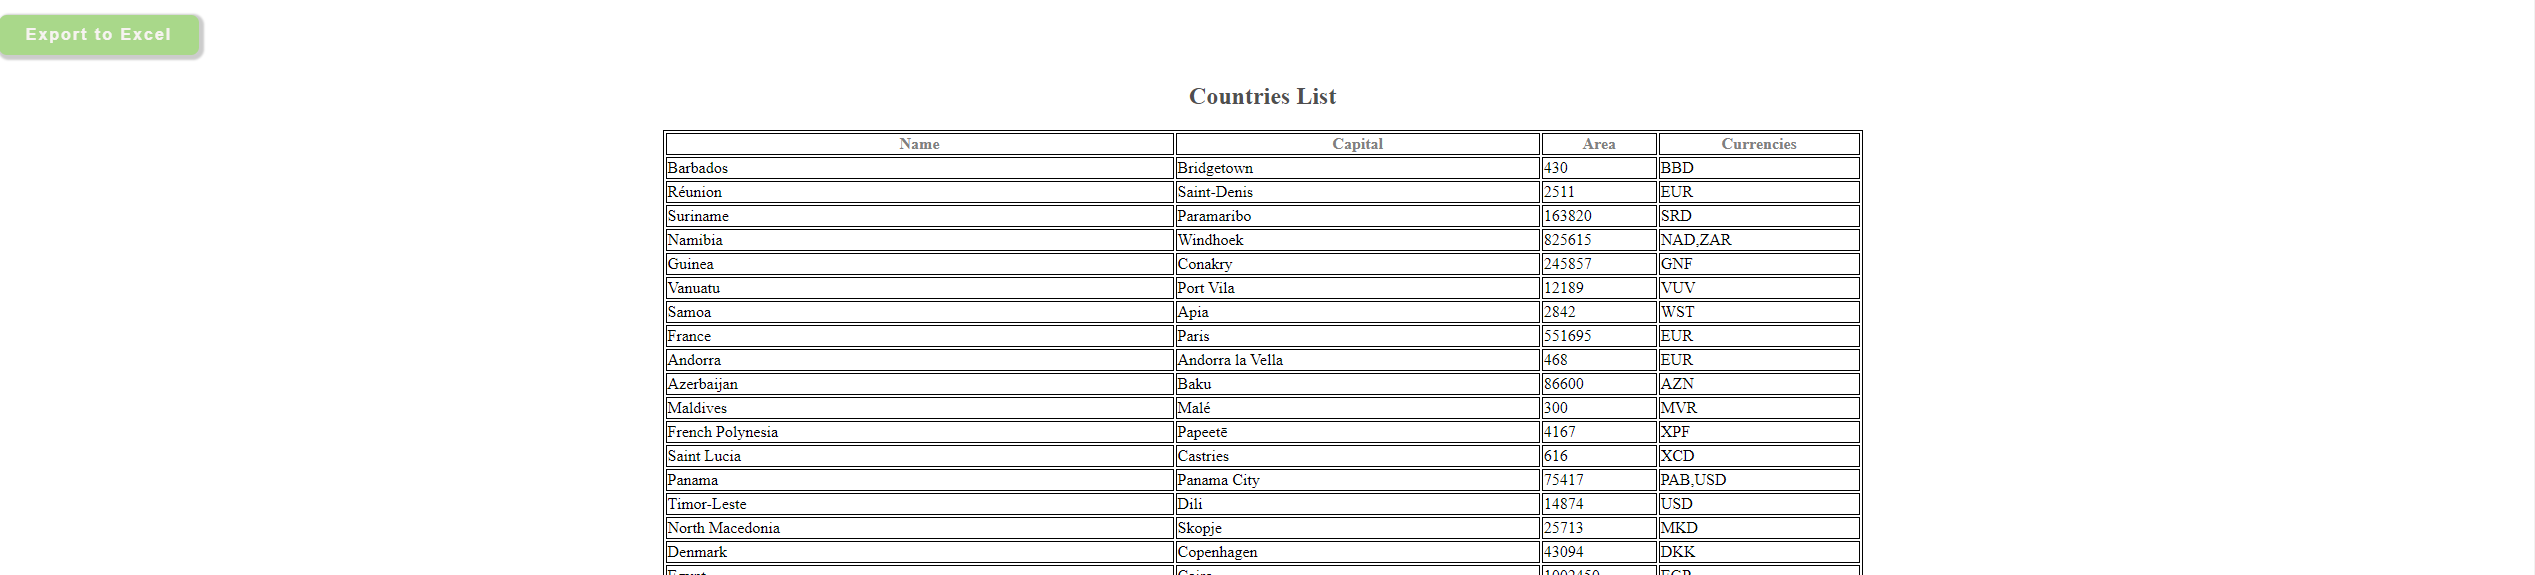 Export to Excel
Countries List
Name Capital Area Currencies
Barbados Bridgetown 430 BBD
Réunion Saint-Denis 2511 EUR
Suriname Paramaribo 163820 SRD
Namibia Windhoek 825615 NAD,ZAR
Guinea Conakry 245857 GNF
Vanuatu Port Vila 12189 VUV
Samoa Apia 2842 WST
France Paris 551695 EUR
Andorra Andorra la Vella 468 EUR
Azerbaijan Baku 86600 AZN
Maldives Malé 300 MVR
French Polynesia Papeetē 4167 XPF
Saint Lucia Castries 616 XCD
Panama Panama City 75417 PAB,USD
Timor-Leste Dili 14874 USD
North Macedonia Skopje 25713 MKD
Denmark Copenhagen 43094 DKK